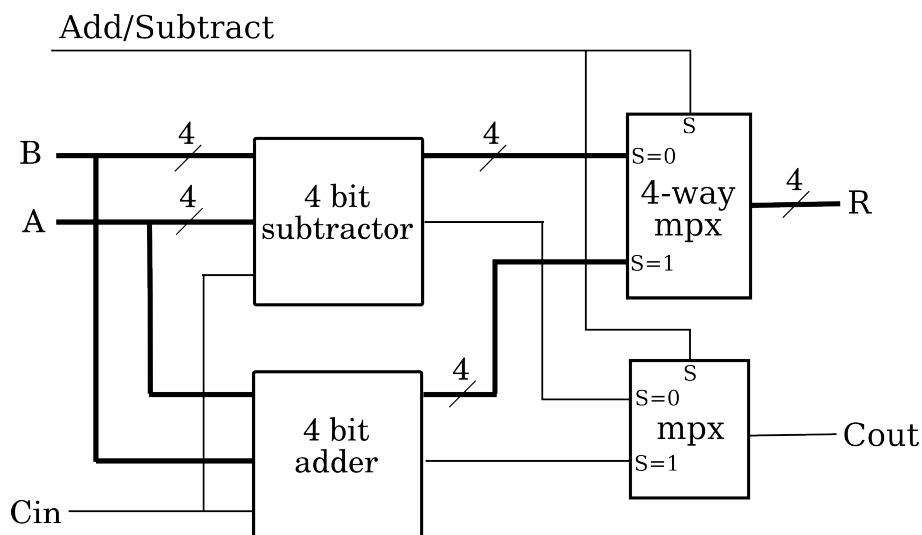 Add/Subtract
B
4
4
A
4
4 bit
subtractor
Cin
4 bit
adder
4
S
S=0
4-way
mpx
S=1
4
R
S
S=0
mpx
S=1
Cout